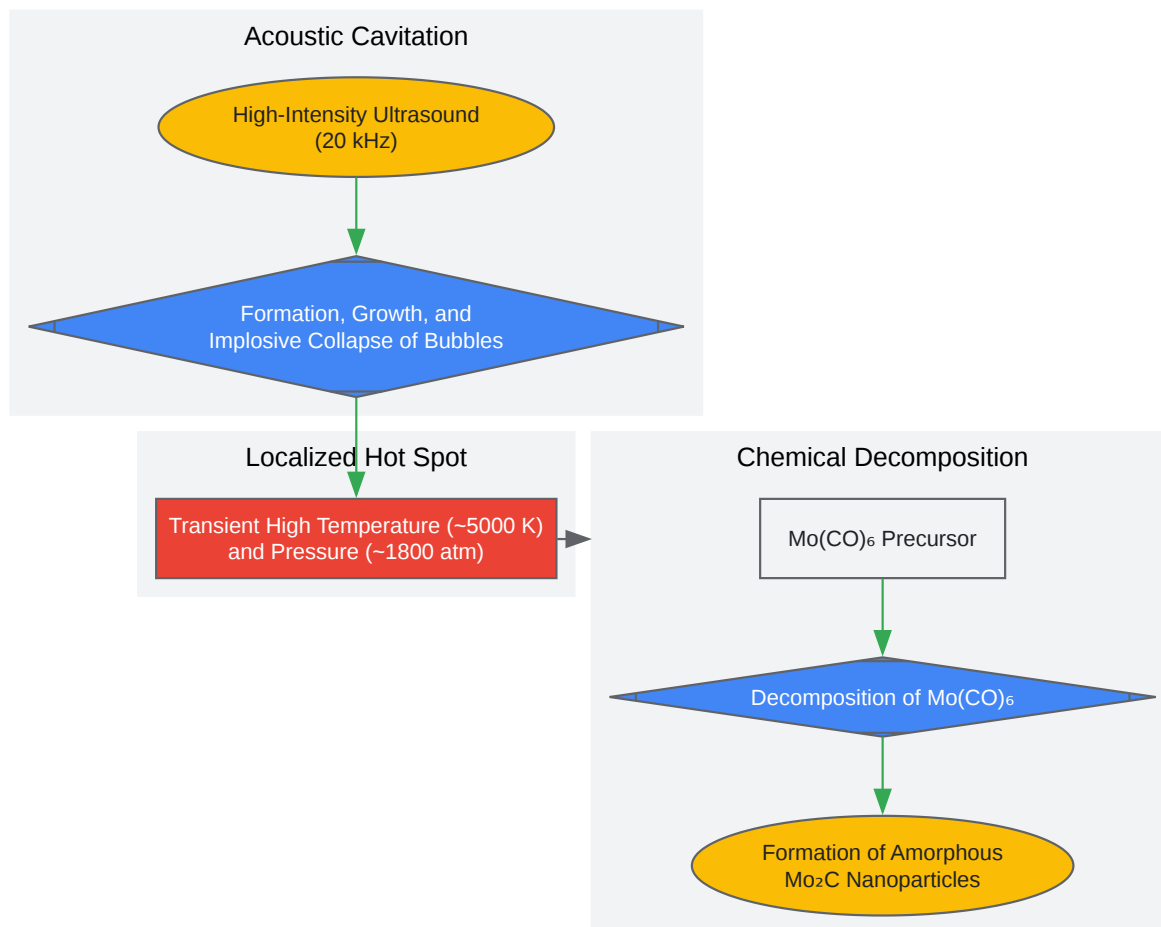 Acoustic Cavitation
High-Intensity Ultrasound
(20 kHz)
Formation, Growth, and
Implosive Collapse of Bubbles
Localized Hot Spot
Transient High Temperature (~5000 K)
and Pressure (~1800 atm)
Chemical Decomposition
Mo(CO)₆ Precursor
Decomposition of Mo(CO)₆
Formation of Amorphous
Mo₂C Nanoparticles